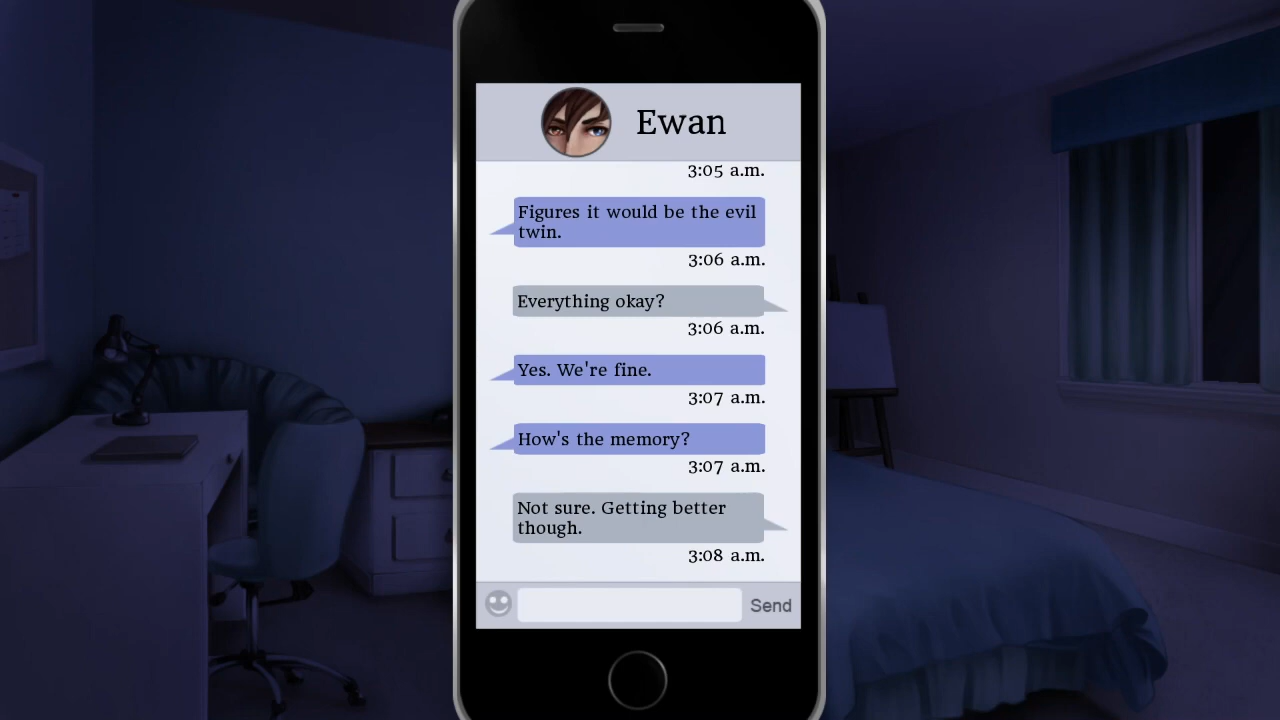 Ewan
3:05 a.m.
Figures it would be the evil
twin.
3:06 a.m.
Everything okay?
3:06 a.m.
Yes. We're fine.
3:07 a.m.
How's the memory?
3:07 a.m.
Not sure. Getting better
though.
3:08 a.m.
Send